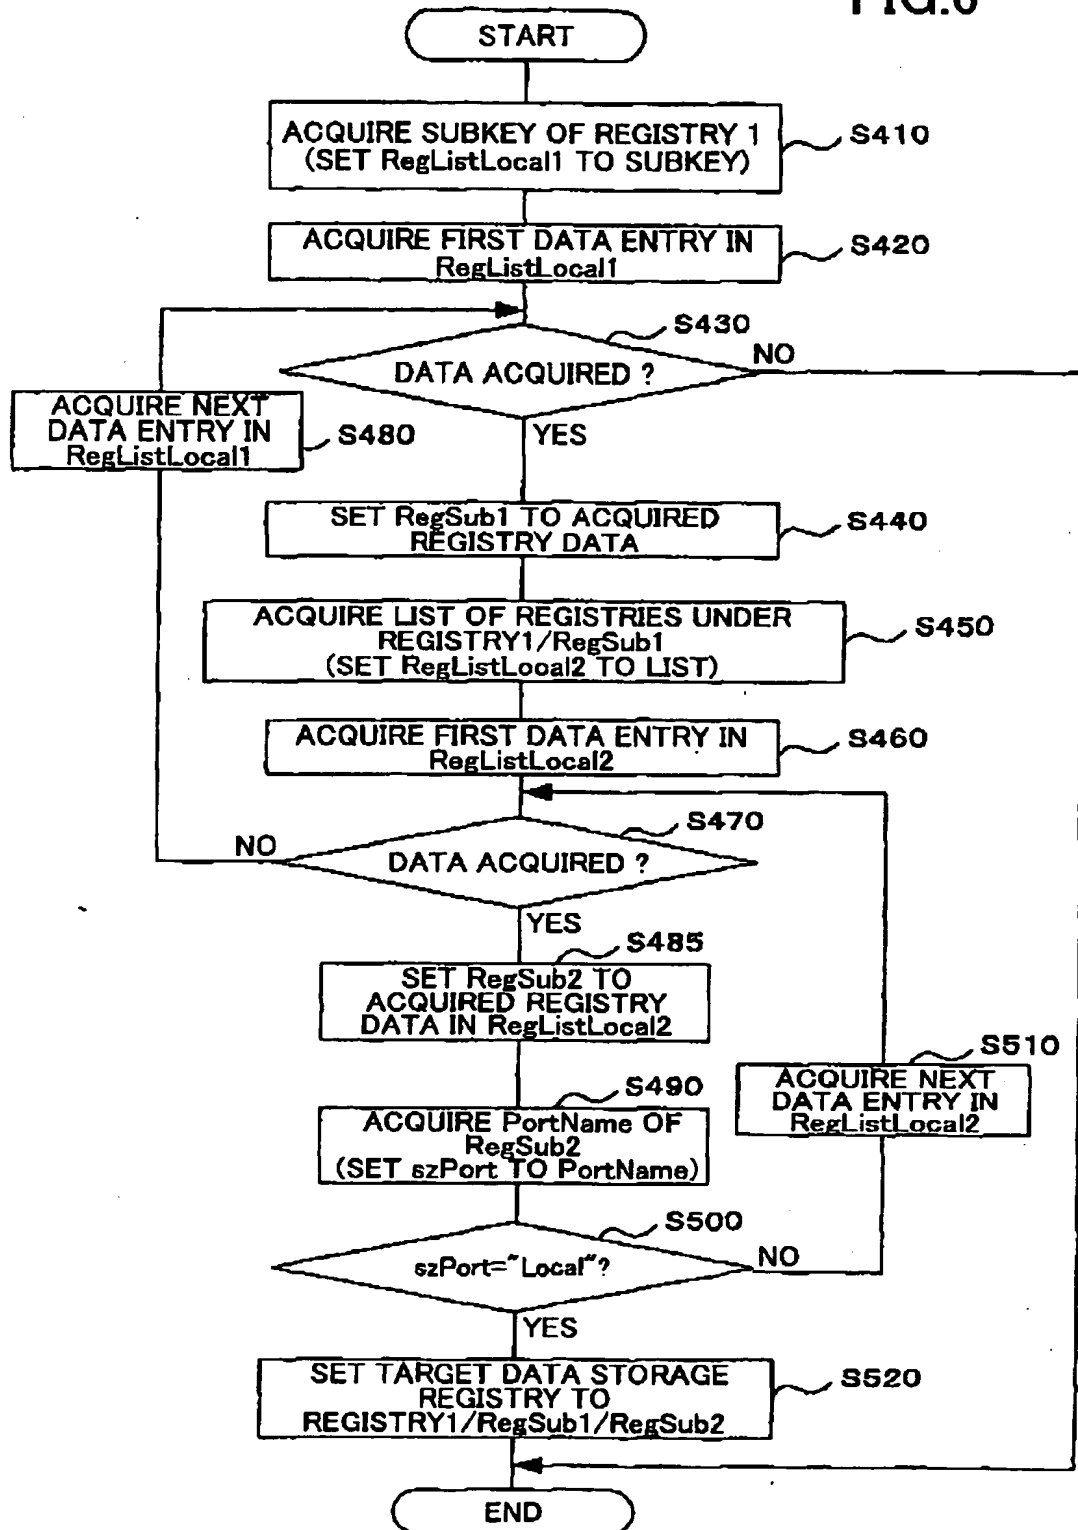 START
ACQUIRE SUBKEY OF REGISTRY 1
(SET RegListLocal1 TO SUBKEY)
S410
ACQUIRE FIRST DATA ENTRY IN
RegListLocal1
S420
S430
DATA ACQUIRED ?
NO
YES
ACQUIRE NEXT
DATA ENTRY IN
RegListLocal1
S480
SET RegSub1 TO ACQUIRED
REGISTRY DATA
S440
ACQUIRE LIST OF REGISTRIES UNDER
REGISTRY1/RegSub1
(SET RegListLocal2 TO LIST)
S450
ACQUIRE FIRST DATA ENTRY IN
RegListLocal2
S460
S470
DATA ACQUIRED ?
NO
YES
S485
SET RegSub2 TO
ACQUIRED REGISTRY
DATA IN RegListLocal2
S490
ACQUIRE PortName OF
RegSub2
(SET szPort TO PortName)
S510
ACQUIRE NEXT
DATA ENTRY IN
RegListLocal2
S500
szPort="Local"?
NO
YES
SET TARGET DATA STORAGE
REGISTRY TO
REGISTRY1/RegSub1/RegSub2
S520
END